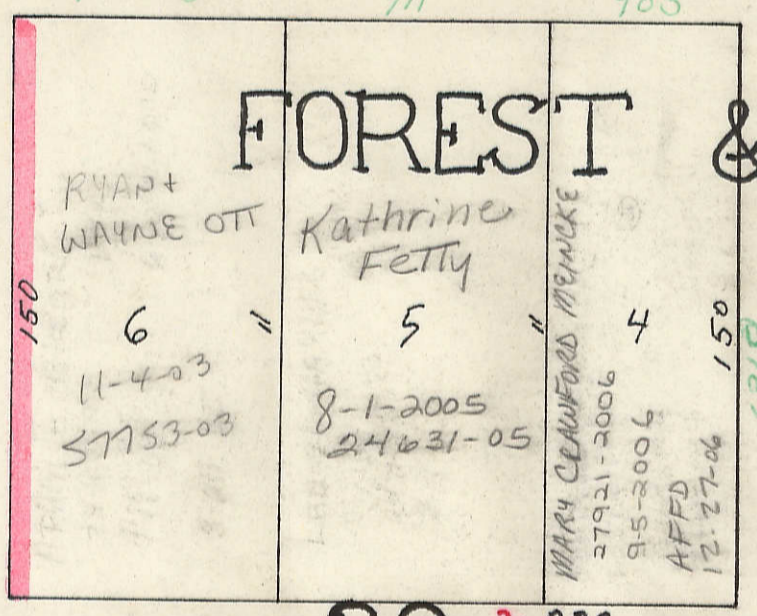 FOREST &
RYAN +
WAYNE OTT
150
6
"
11-4-03
57753-03
Kathrine
Fetty
5
"
8-1-2005
24631-05
MARY CRAWFORD MEINCKE
27921-2006
9-5-2006
AFFD
12-27-06
4
150